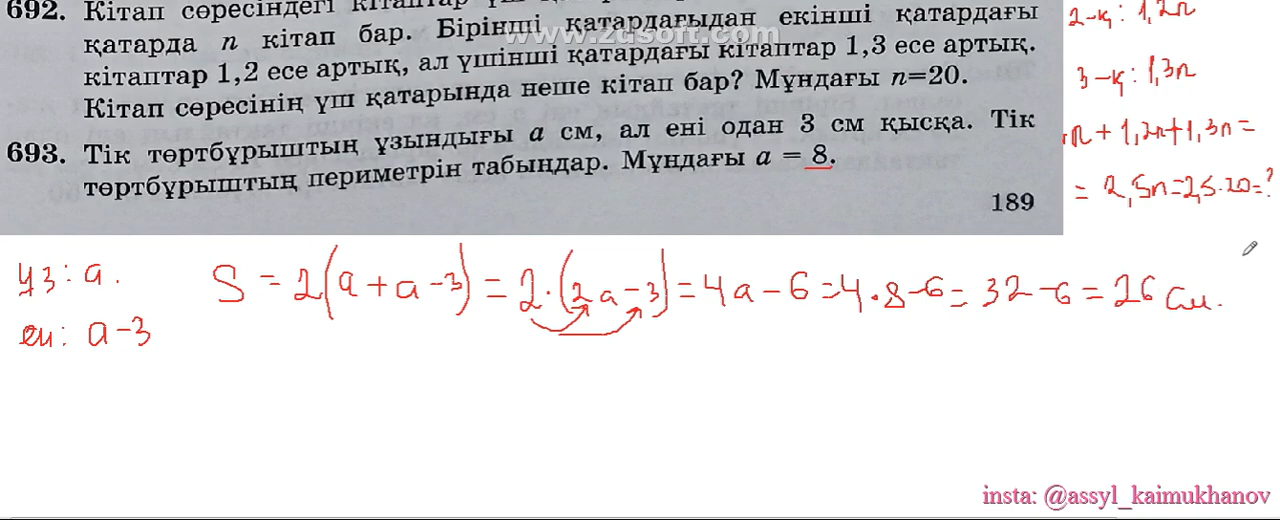 692. Кітап сөресіндегі кітаптар үш
қатарда n кітап бар. Бірінші қатардағыдан екінші қатардағы
кітаптар 1,2 есе артық, ал үшінші қатардағы кітаптар 1,3 есе артық.
Кітап сөресінің үш қатарында неше кітап бар? Мұндағы n=20.
693. Тік төртбұрыштың ұзындығы a см, ал ені одан 3 см қысқа. Тік
төртбұрыштың периметрін табыңдар. Мұндағы a = 8.
189
www.zdsoft.com
2-қ: 1,2n
3-қ: 1,3n
n + 1,2n + 1,3n =
= 2,5n = 2,5·20 = ?
ұз: a.
ені: a-3
S = 2(a + a - 3) = 2·(2a - 3) = 4a - 6 = 4·8 - 6 = 32 - 6 = 26 см.
insta: @assyl_kaimukhanov